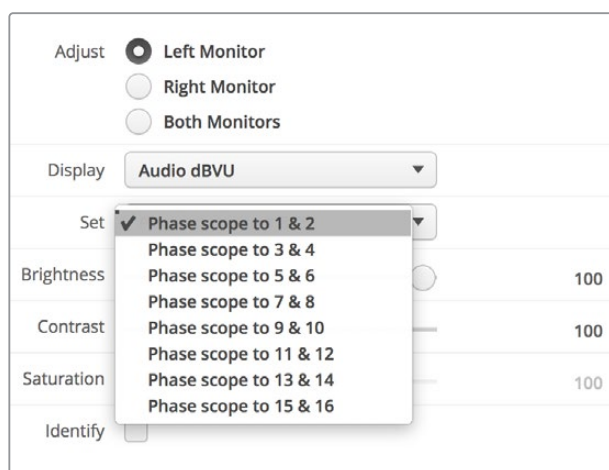 Adjust Left Monitor
Right Monitor
Both Monitors
Display Audio dBVU
Set ✓ Phase scope to 1 & 2
Phase scope to 3 & 4
Brightness Phase scope to 5 & 6 100
Phase scope to 7 & 8
Contrast Phase scope to 9 & 10 100
Phase scope to 11 & 12
Saturation Phase scope to 13 & 14 100
Phase scope to 15 & 16
Identify